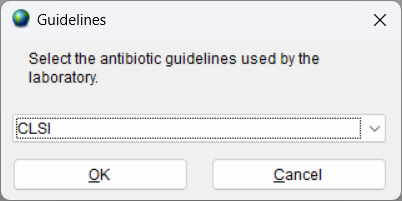 Guidelines
Select the antibiotic guidelines used by the
laboratory.
CLSI
OK
Cancel